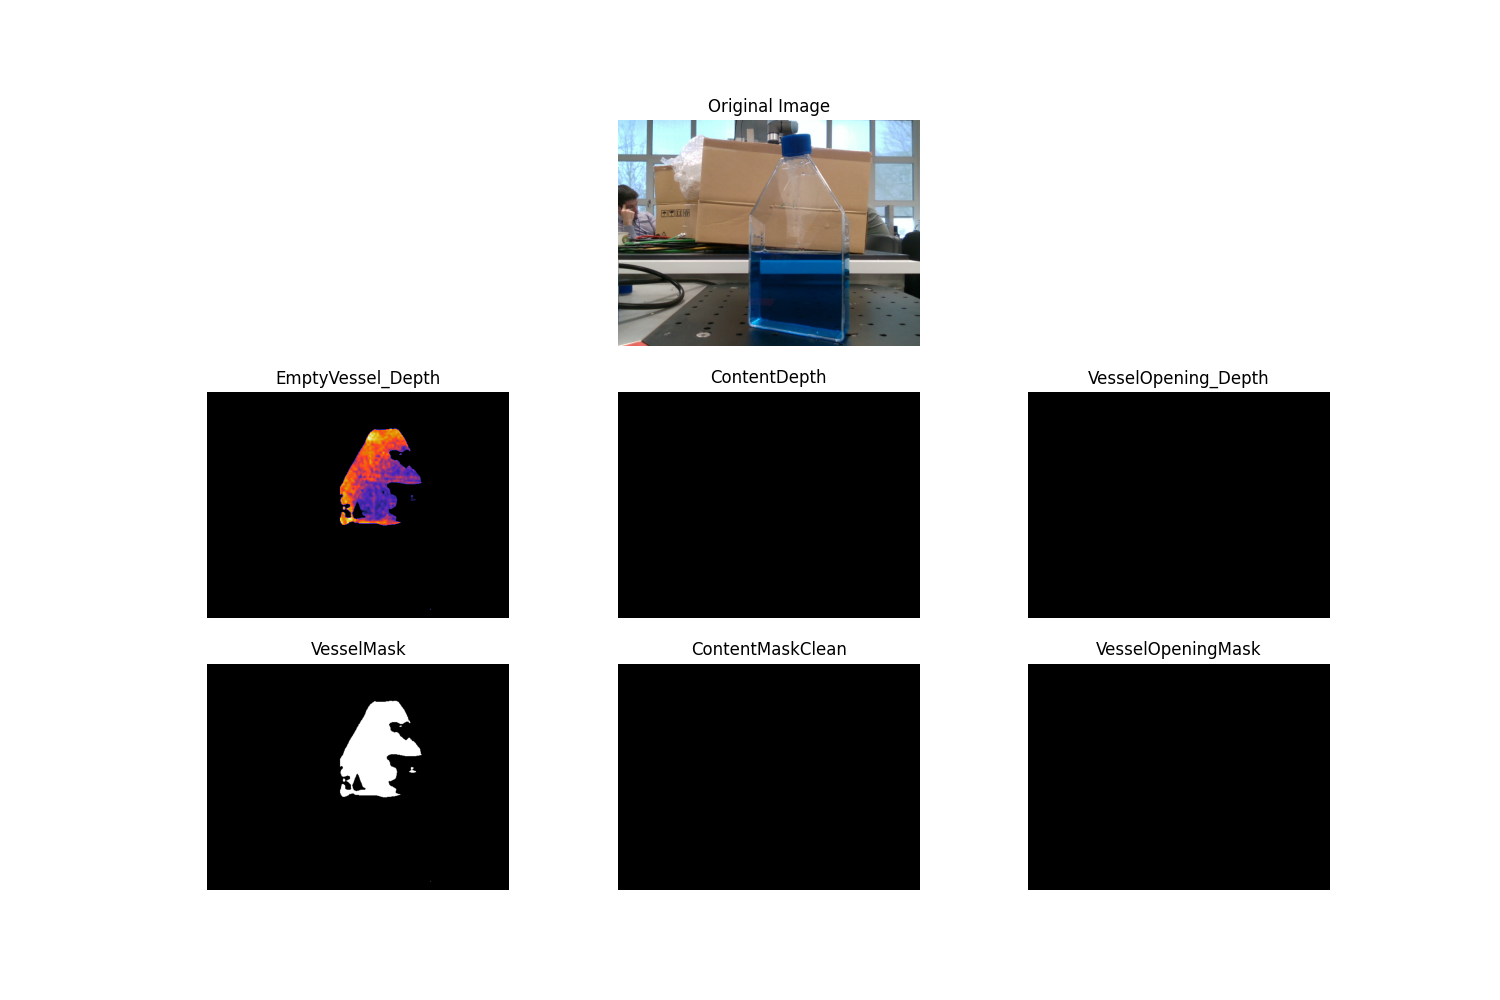 Original Image
EmptyVessel_Depth
ContentDepth
VesselOpening_Depth
VesselMask
ContentMaskClean
VesselOpeningMask